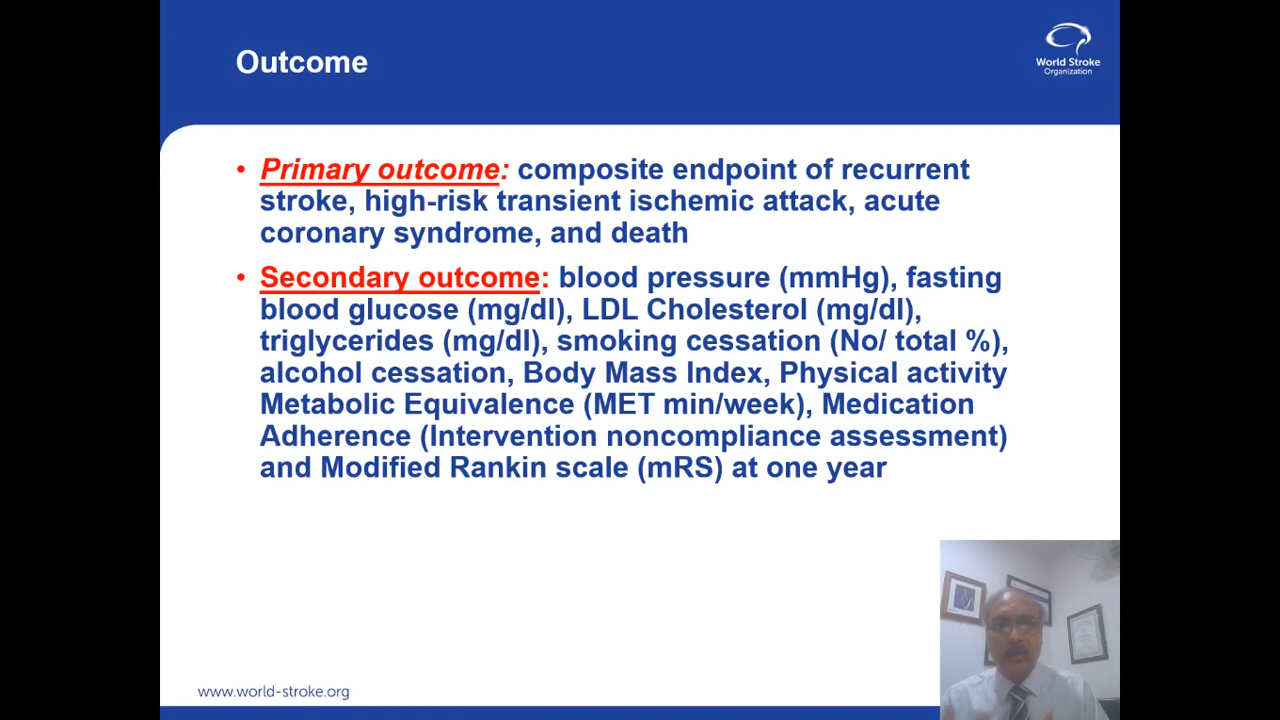 Outcome
World Stroke
Organization
• Primary outcome: composite endpoint of recurrent
stroke, high-risk transient ischemic attack, acute
coronary syndrome, and death
• Secondary outcome: blood pressure (mmHg), fasting
blood glucose (mg/dl), LDL Cholesterol (mg/dl),
triglycerides (mg/dl), smoking cessation (No/ total %),
alcohol cessation, Body Mass Index, Physical activity
Metabolic Equivalence (MET min/week), Medication
Adherence (Intervention noncompliance assessment)
and Modified Rankin scale (mRS) at one year
www.world-stroke.org